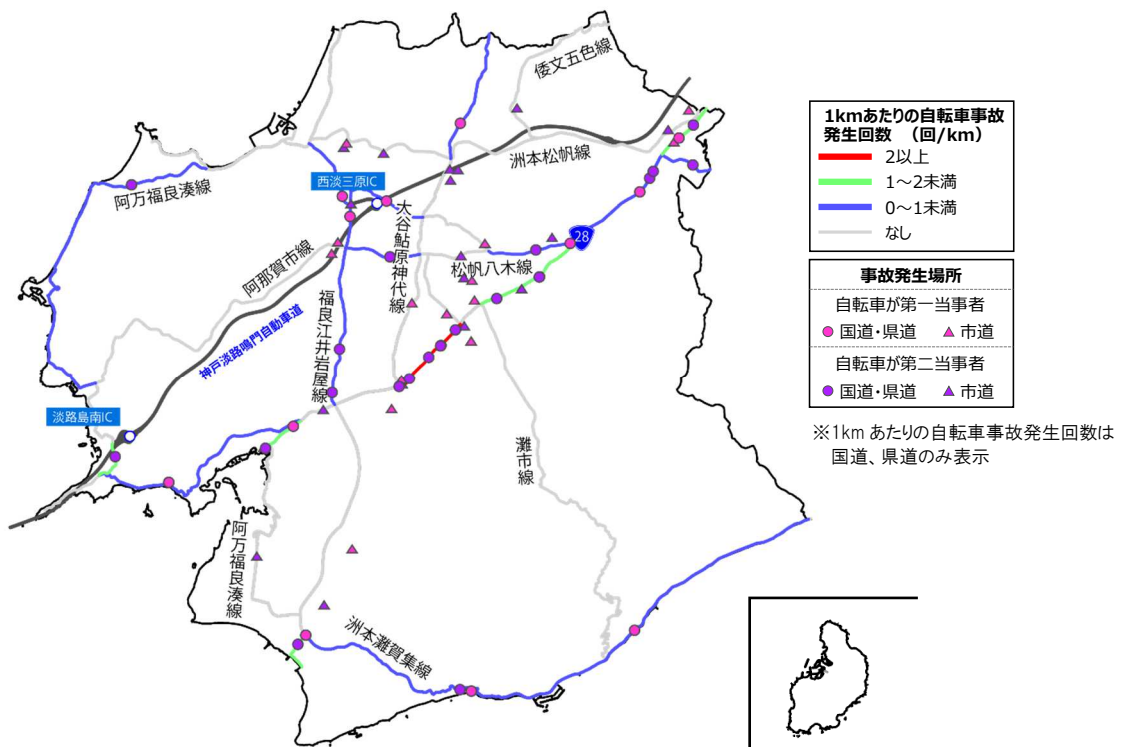 倭文五色線
洲本松帆線
阿万福良湊線
西淡三原IC
大谷鮎原神代線
28
松帆八木線
阿那賀市線
神戸淡路鳴門自動車道
福良江井岩屋線
淡路島南IC
灘市線
阿万福良湊線
洲本灘賀集線
1kmあたりの自転車事故
発生回数 (回/km)
2以上
1~2未満
0~1未満
なし
事故発生場所
自転車が第一当事者
国道・県道 市道
自転車が第二当事者
国道・県道 市道
※1km あたりの自転車事故発生回数は
国道、県道のみ表示